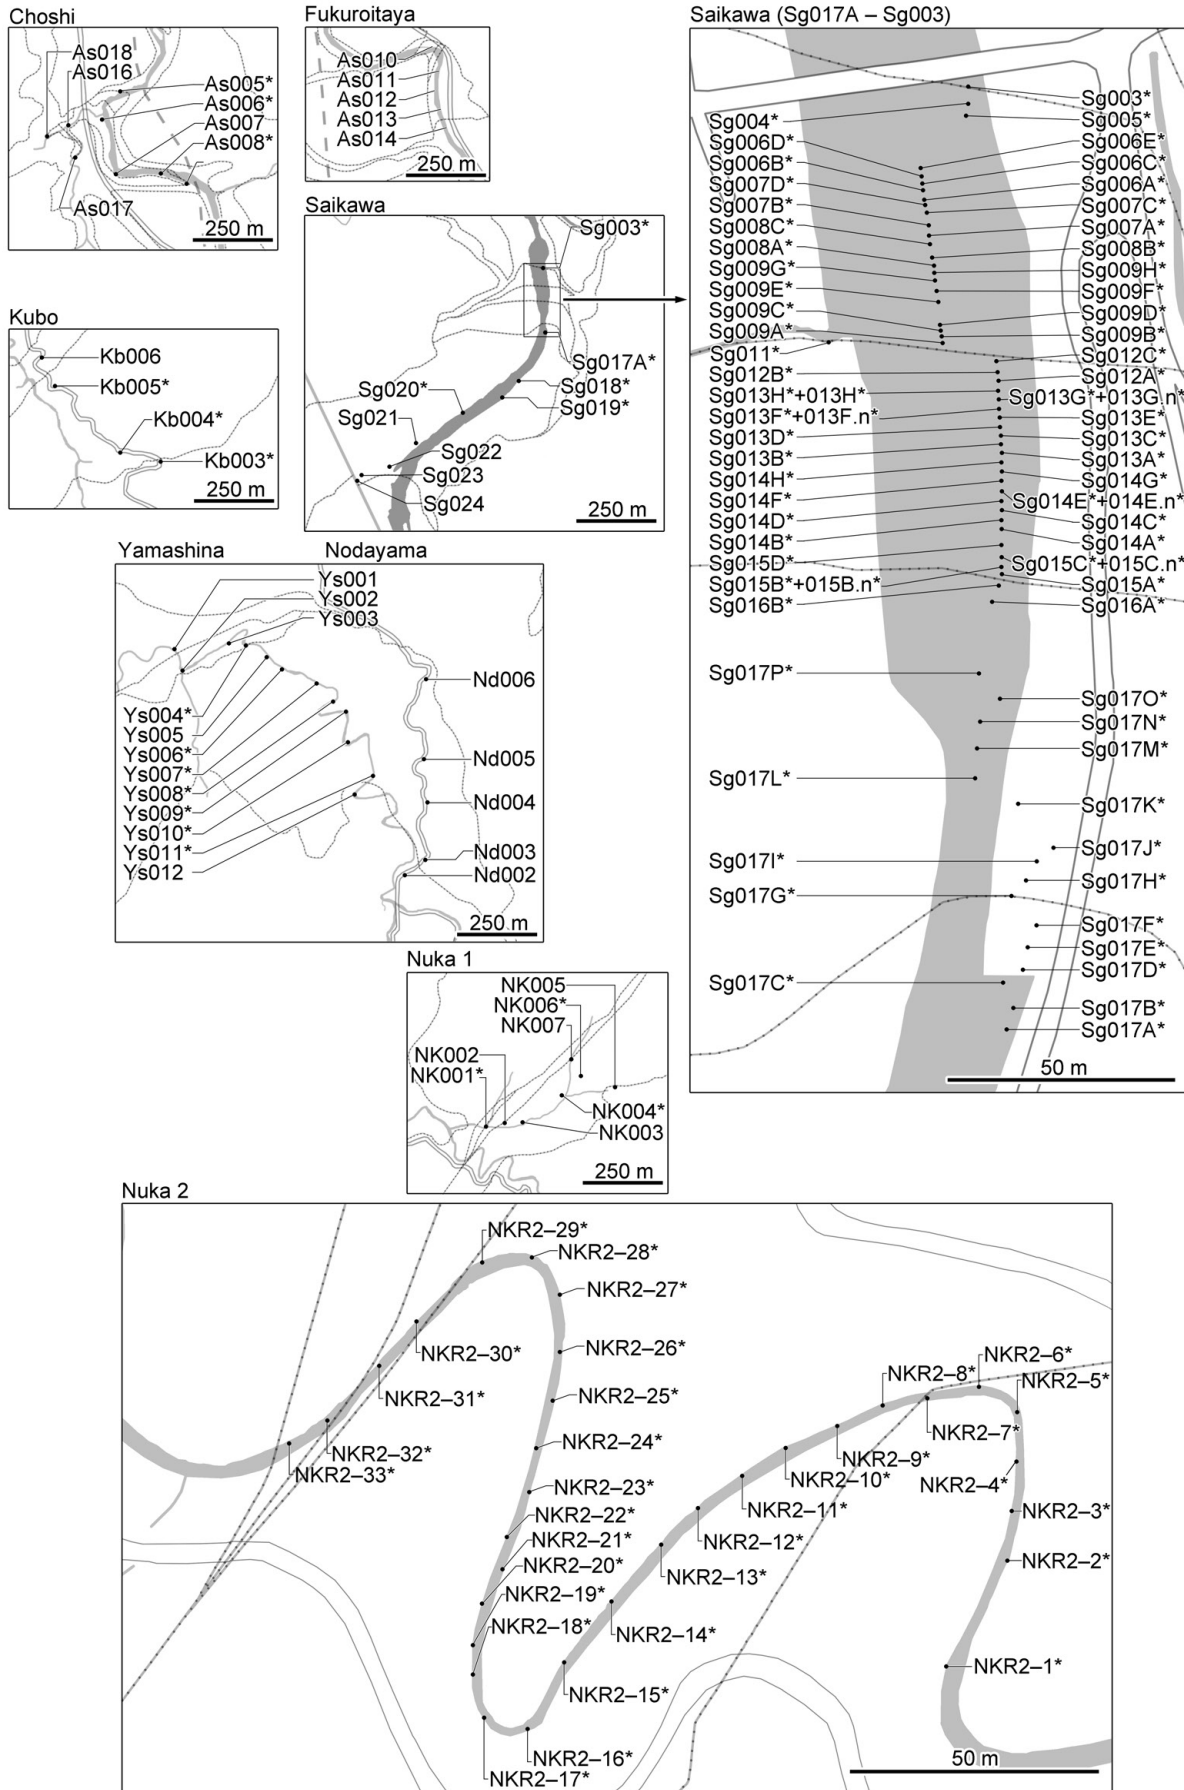 Choshi
As018
As016
As005*
As006*
As007
As008*
As017
250 m
Fukuroitaya
As010
As011
As012
As013
As014
250 m
Saikawa
Sg003*
Sg017A*
Sg018*
Sg019*
Sg020*
Sg021
Sg022
Sg023
Sg024
250 m
Kubo
Kb006
Kb005*
Kb004*
Kb003*
250 m
Saikawa (Sg017A – Sg003)
Sg003*
Sg004*
Sg005*
Sg006D*
Sg006E*
Sg006B*
Sg006C*
Sg007D*
Sg006A*
Sg007B*
Sg007C*
Sg008C*
Sg007A*
Sg008A*
Sg008B*
Sg009G*
Sg009H*
Sg009E*
Sg009F*
Sg009C*
Sg009D*
Sg009A*
Sg009B*
Sg011*
Sg012C*
Sg012B*
Sg012A*
Sg013H*+013H*
Sg013G*+013G.n*
Sg013F*+013F.n*
Sg013E*
Sg013D*
Sg013C*
Sg013B*
Sg013A*
Sg014H*
Sg014G*
Sg014F*
Sg014E*+014E.n*
Sg014D*
Sg014C*
Sg014B*
Sg014A*
Sg015D*
Sg015C*+015C.n*
Sg015B*+015B.n*
Sg015A*
Sg016B*
Sg016A*
Sg017P*
Sg017O*
Sg017N*
Sg017M*
Sg017L*
Sg017K*
Sg017J*
Sg017I*
Sg017H*
Sg017G*
Sg017F*
Sg017E*
Sg017D*
Sg017C*
Sg017B*
Sg017A*
50 m
Yamashina
Nodayama
Ys001
Ys002
Ys003
Ys004*
Ys005
Ys006*
Ys007*
Ys008*
Ys009*
Ys010*
Ys011*
Ys012
Nd006
Nd005
Nd004
Nd003
Nd002
250 m
Nuka 1
NK005
NK006*
NK007
NK002
NK001*
NK004*
NK003
250 m
Nuka 2
NKR2–29*
NKR2–28*
NKR2–27*
NKR2–26*
NKR2–25*
NKR2–24*
NKR2–23*
NKR2–22*
NKR2–21*
NKR2–20*
NKR2–19*
NKR2–18*
NKR2–30*
NKR2–31*
NKR2–32*
NKR2–33*
NKR2–6*
NKR2–8*
NKR2–5*
NKR2–7*
NKR2–9*
NKR2–10*
NKR2–4*
NKR2–11*
NKR2–3*
NKR2–12*
NKR2–2*
NKR2–13*
NKR2–14*
NKR2–1*
NKR2–15*
NKR2–16*
NKR2–17*
50 m